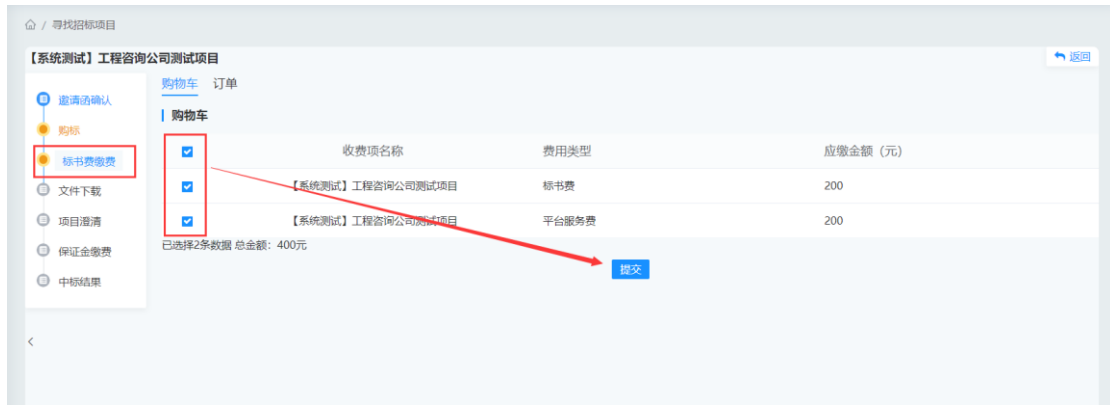 / 寻找招标项目
【系统测试】工程咨询公司测试项目
返回
邀请函确认
购标
标书费缴费
文件下载
项目澄清
保证金缴费
中标结果
购物车 订单
购物车
收费项名称 费用类型 应缴金额（元）
【系统测试】工程咨询公司测试项目 标书费 200
【系统测试】工程咨询公司测试项目 平台服务费 200
已选择2条数据 总金额：400元
提交